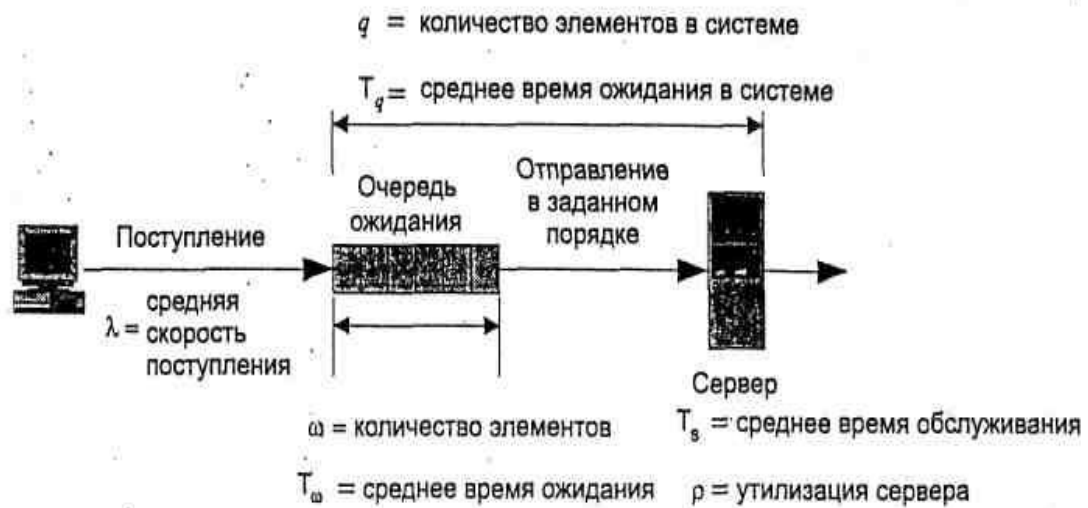 q = количество элементов в системе
T_q = среднее время ожидания в системе
Очередь
ожидания
Отправление
в заданном
порядке
Поступление
λ = средняя
скорость
поступления
Сервер
ω = количество элементов
T_s = среднее время обслуживания
T_ω = среднее время ожидания
ρ = утилизация сервера